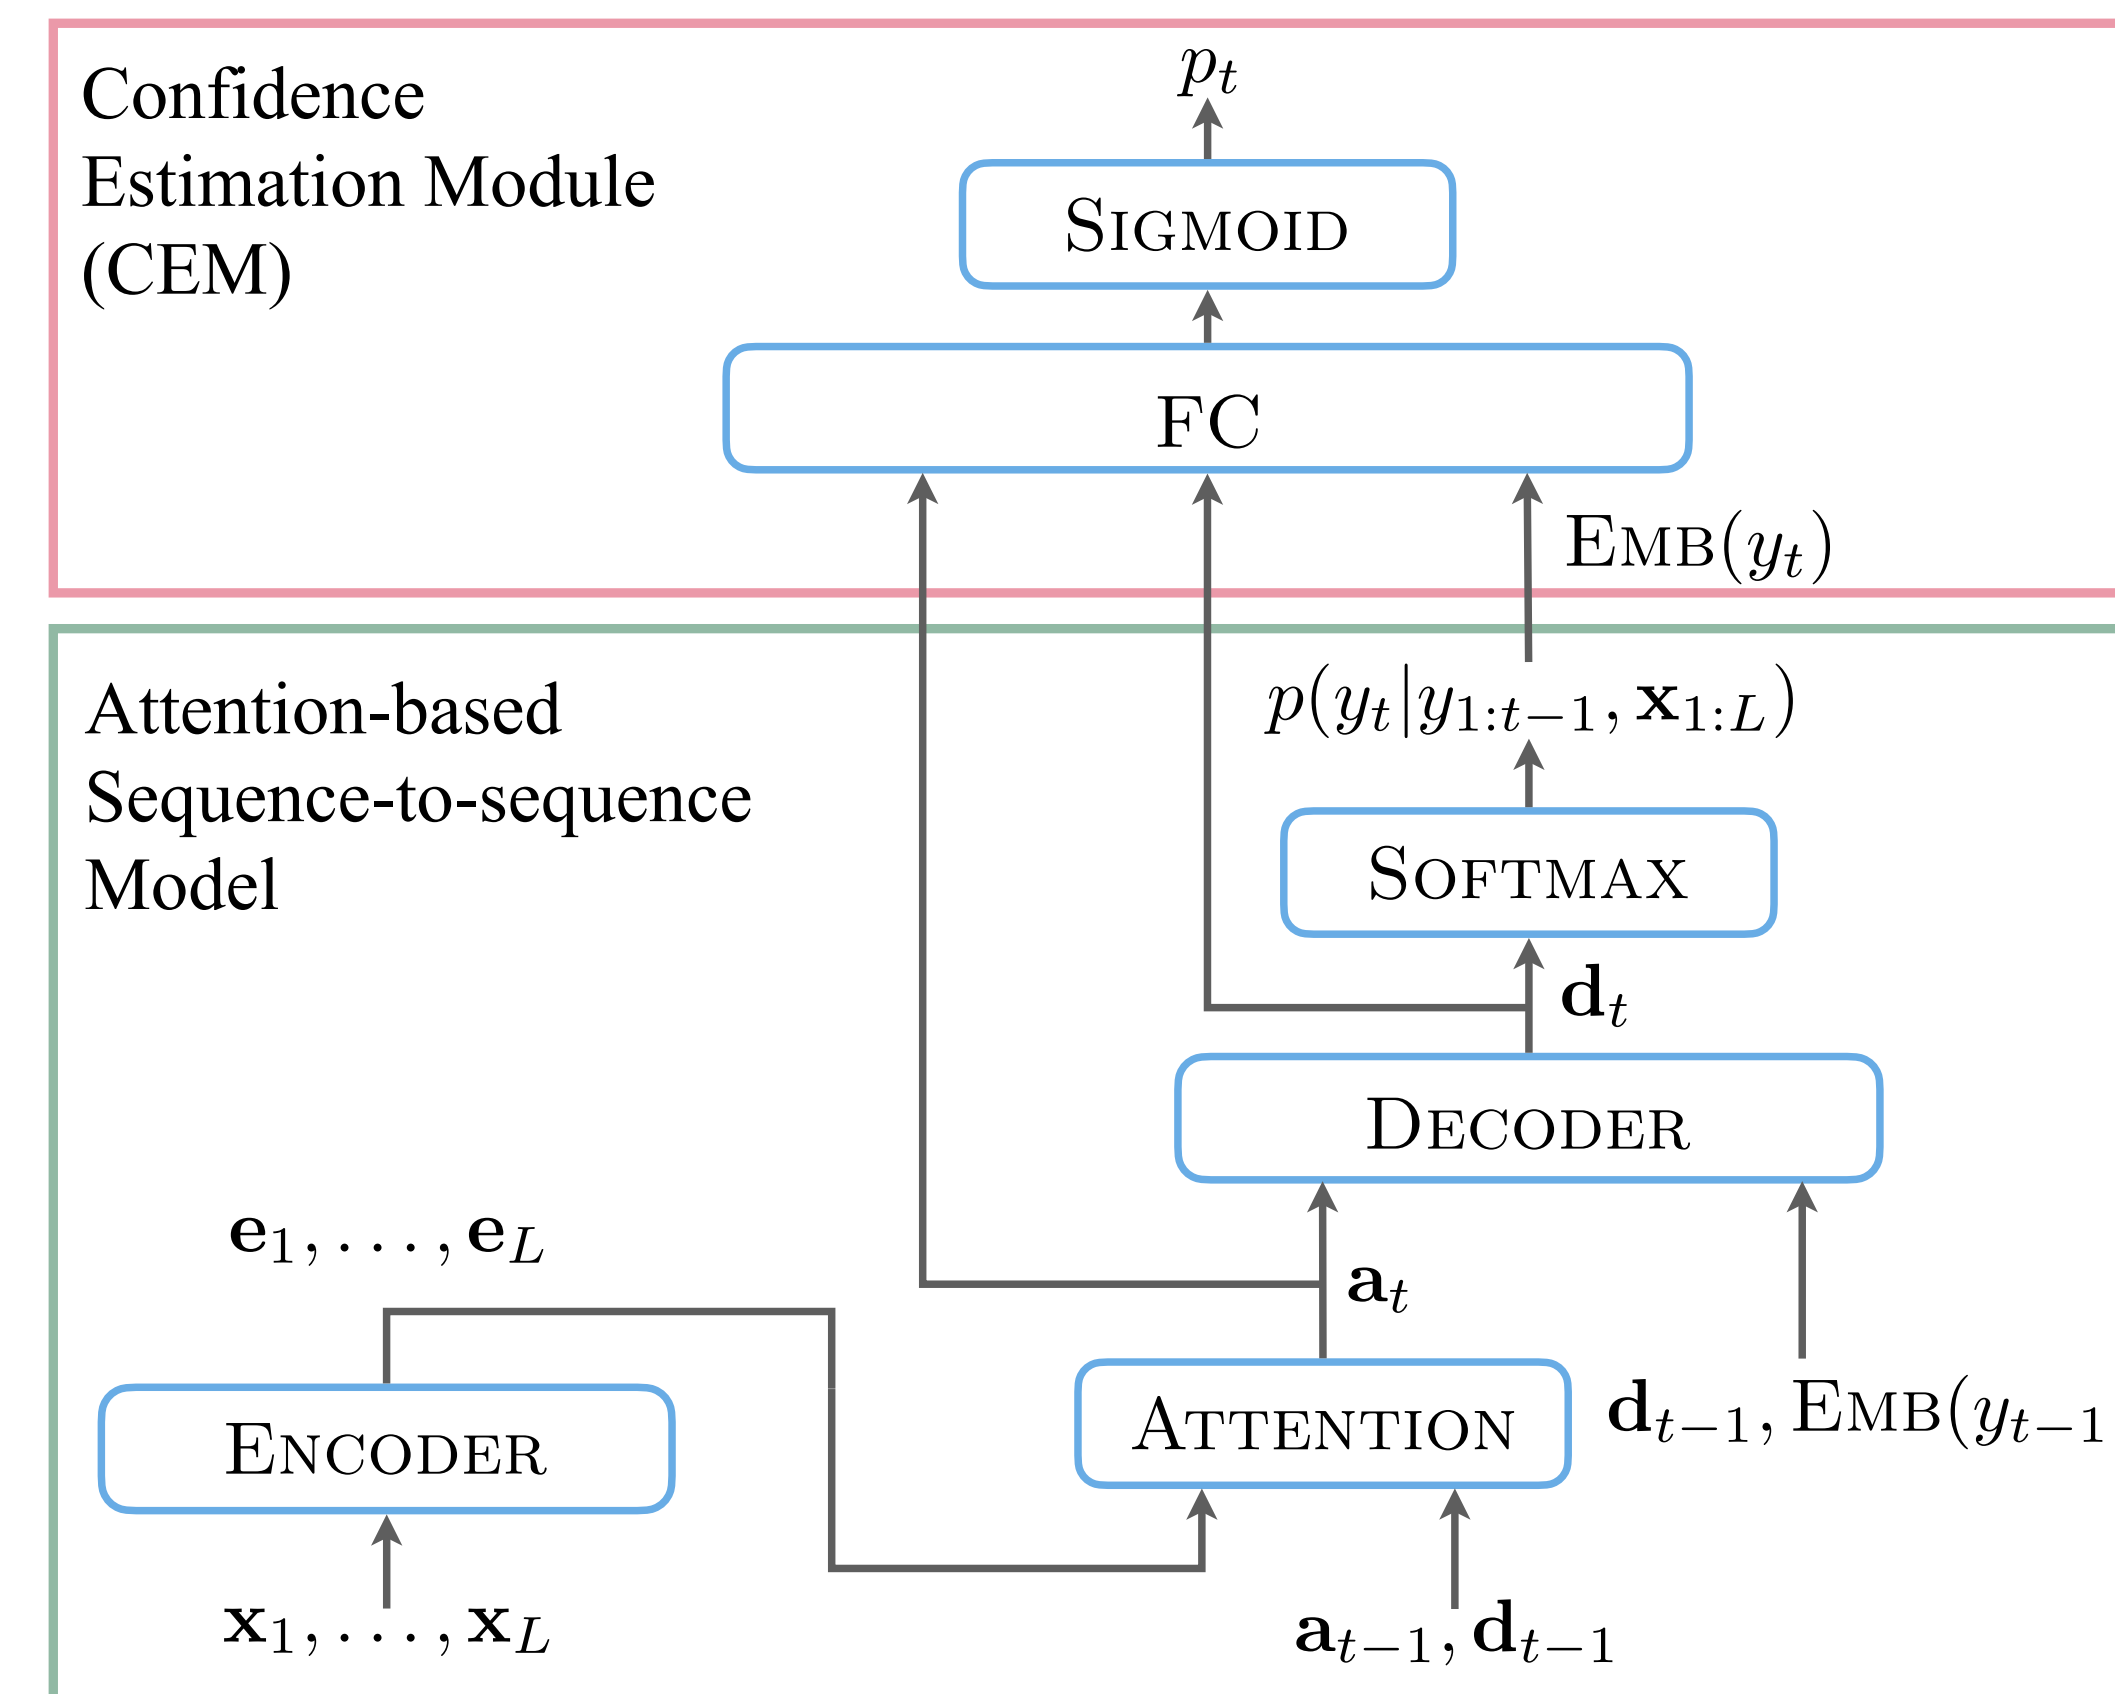 Confidence
Estimation Module
(CEM)
p_t
SIGMOID
FC
EMB(y_t)
Attention-based
Sequence-to-sequence
Model
p(y_t|y_{1:t−1}, x_{1:L})
SOFTMAX
d_t
DECODER
e_1, . . . , e_L
a_t
ENCODER
ATTENTION
d_{t−1}, EMB(y_{t−1}
x_1, . . . , x_L
a_{t−1}, d_{t−1}